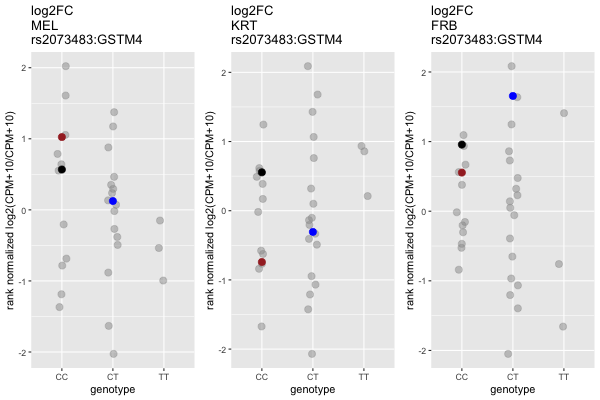 log2FC
MEL
rs2073483:GSTM4
rank normalized log2(CPM+10/CPM+10)
2
1
0
-1
-2
CC CT TT
genotype
log2FC
KRT
rs2073483:GSTM4
rank normalized log2(CPM+10/CPM+10)
2
1
0
-1
-2
CC CT TT
genotype
log2FC
FRB
rs2073483:GSTM4
rank normalized log2(CPM+10/CPM+10)
2
1
0
-1
-2
CC CT TT
genotype